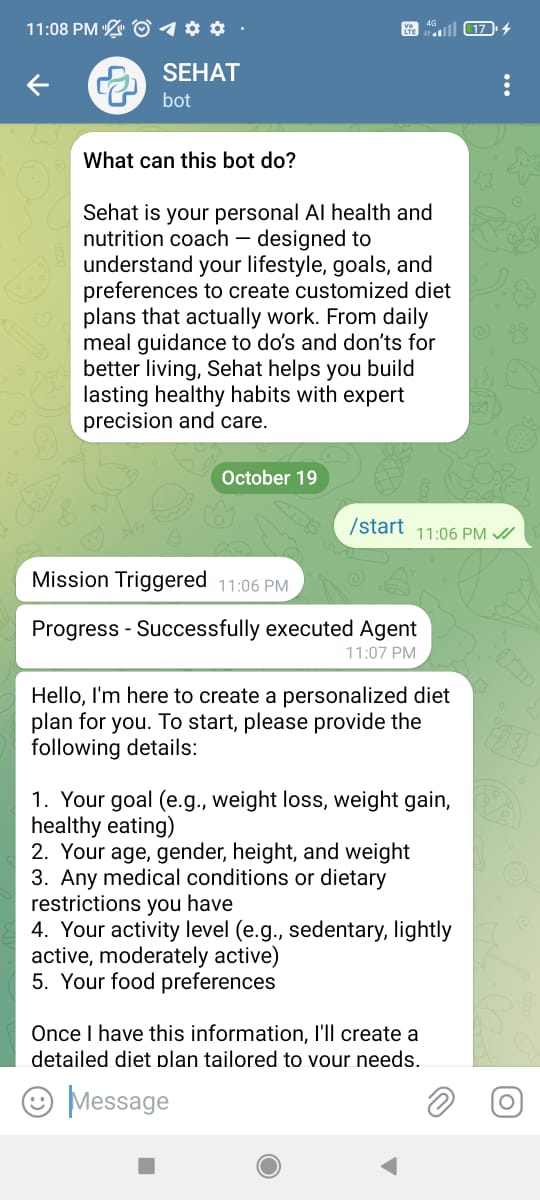 11:08 PM
Vo
LTE
4G
17
SEHAT
bot
What can this bot do?
Sehat is your personal AI health and
nutrition coach — designed to
understand your lifestyle, goals, and
preferences to create customized diet
plans that actually work. From daily
meal guidance to do's and don'ts for
better living, Sehat helps you build
lasting healthy habits with expert
precision and care.
October 19
/start 11:06 PM
Mission Triggered 11:06 PM
Progress - Successfully executed Agent
11:07 PM
Hello, I'm here to create a personalized diet
plan for you. To start, please provide the
following details:
1. Your goal (e.g., weight loss, weight gain,
healthy eating)
2. Your age, gender, height, and weight
3. Any medical conditions or dietary
restrictions you have
4. Your activity level (e.g., sedentary, lightly
active, moderately active)
5. Your food preferences
Once I have this information, I'll create a
detailed diet plan tailored to your needs.
Message